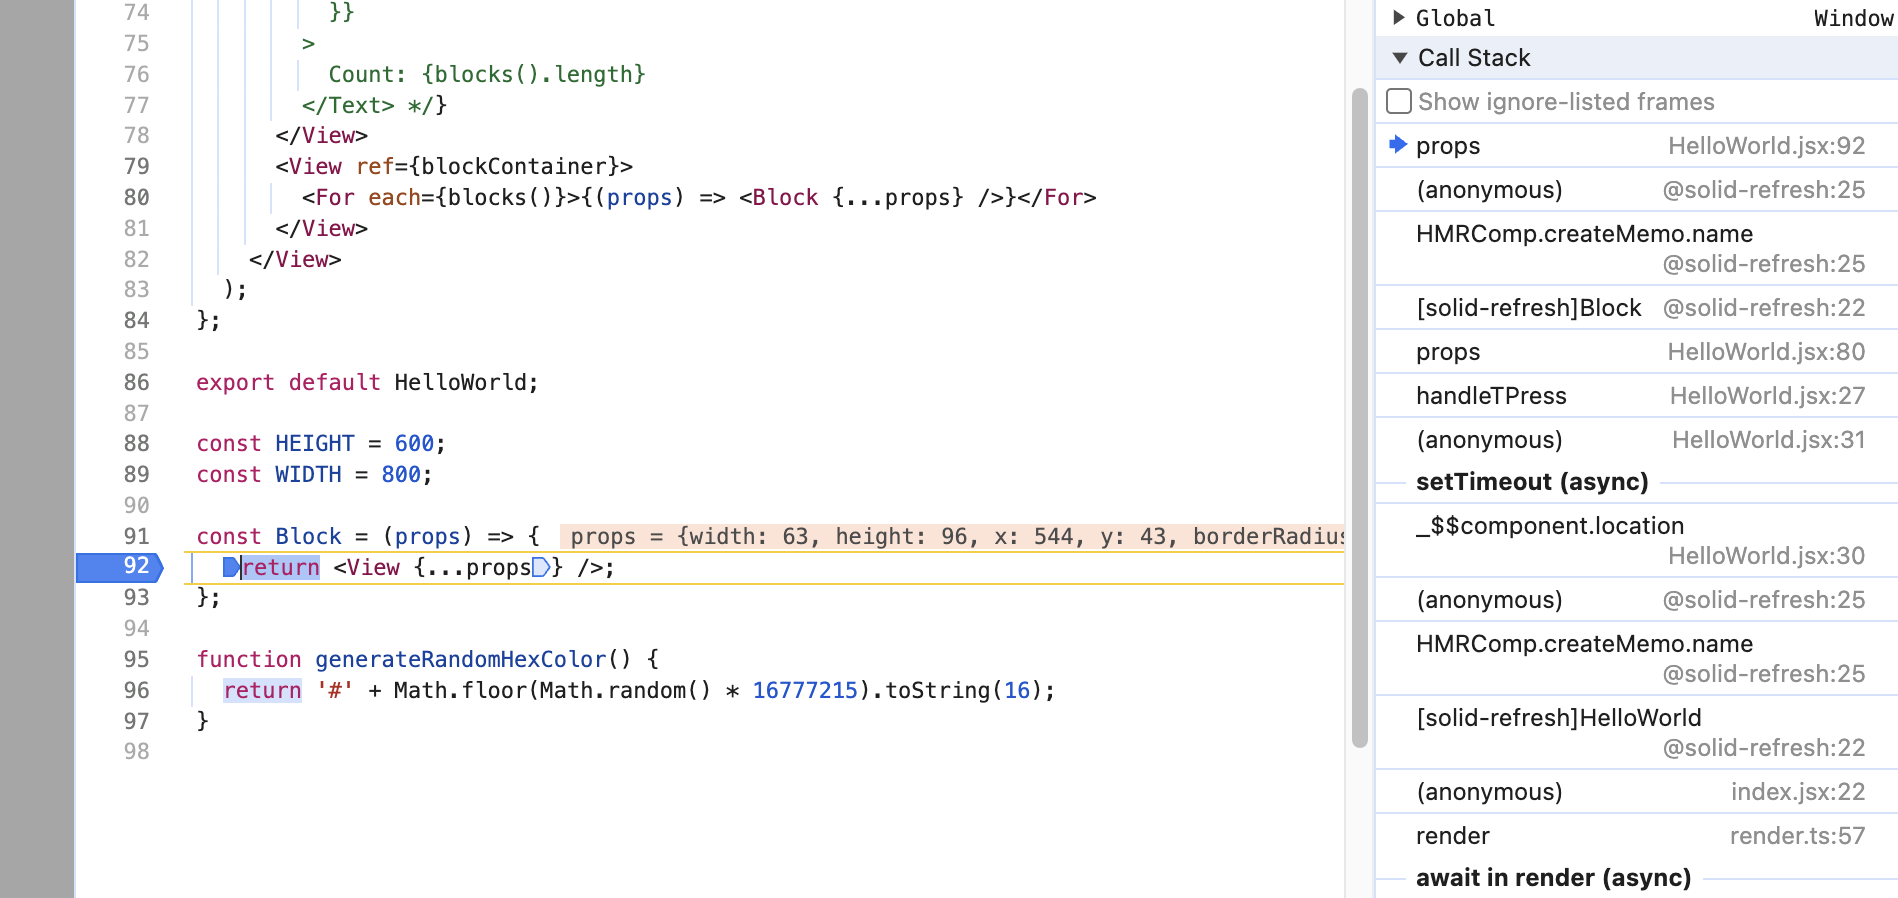 74 }}
75 >
76 Count: {blocks().length}
77 </Text> */}
78 </View>
79 <View ref={blockContainer}>
80 <For each={blocks()}>{(props) => <Block {...props} />}</For>
81 </View>
82 </View>
83 );
84 };
85
86 export default HelloWorld;
87
88 const HEIGHT = 600;
89 const WIDTH = 800;
90
91 const Block = (props) => { props = {width: 63, height: 96, x: 544, y: 43, borderRadius
92 return <View {...props} />;
93 };
94
95 function generateRandomHexColor() {
96 return '#' + Math.floor(Math.random() * 16777215).toString(16);
97 }
98
Global Window
Call Stack
Show ignore-listed frames
props HelloWorld.jsx:92
(anonymous) @solid-refresh:25
HMRComp.createMemo.name
@solid-refresh:25
[solid-refresh]Block @solid-refresh:22
props HelloWorld.jsx:80
handleTPress HelloWorld.jsx:27
(anonymous) HelloWorld.jsx:31
setTimeout (async)
_$$component.location
HelloWorld.jsx:30
(anonymous) @solid-refresh:25
HMRComp.createMemo.name
@solid-refresh:25
[solid-refresh]HelloWorld
@solid-refresh:22
(anonymous) index.jsx:22
render render.ts:57
await in render (async)